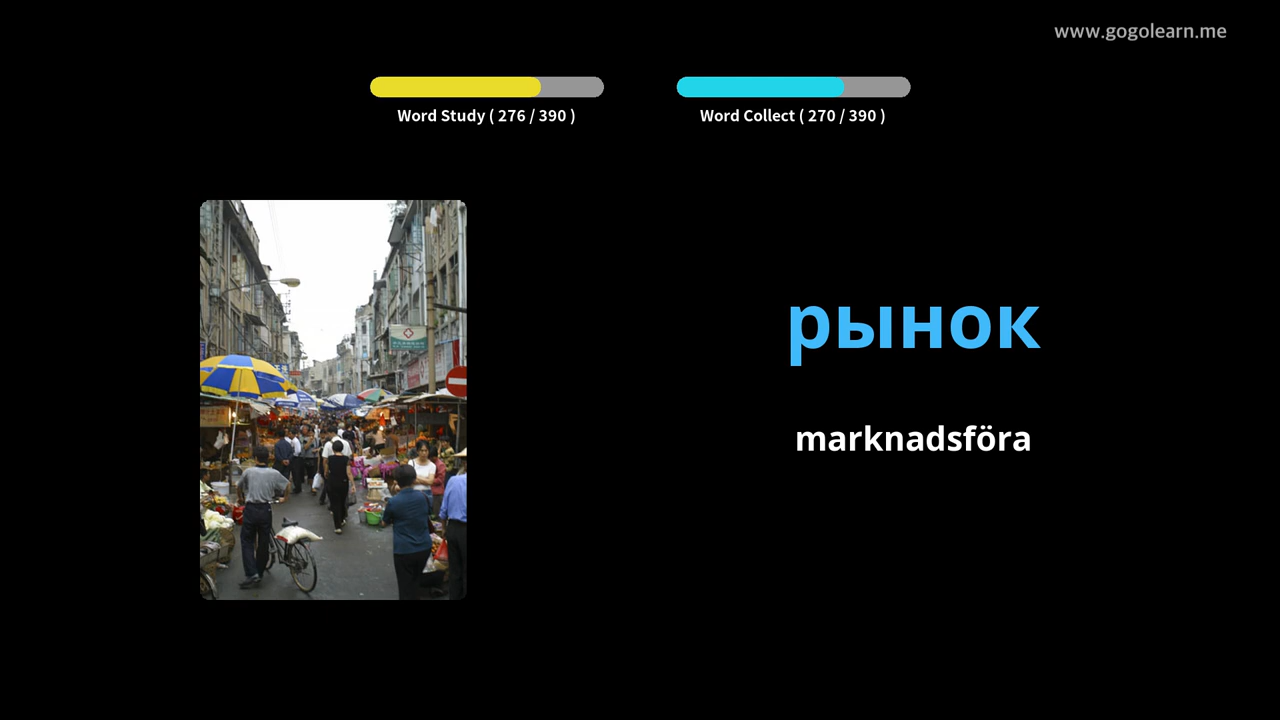 www.gogolearn.me
Word Study ( 276 / 390 )
Word Collect ( 270 / 390 )
рынок
marknadsföra